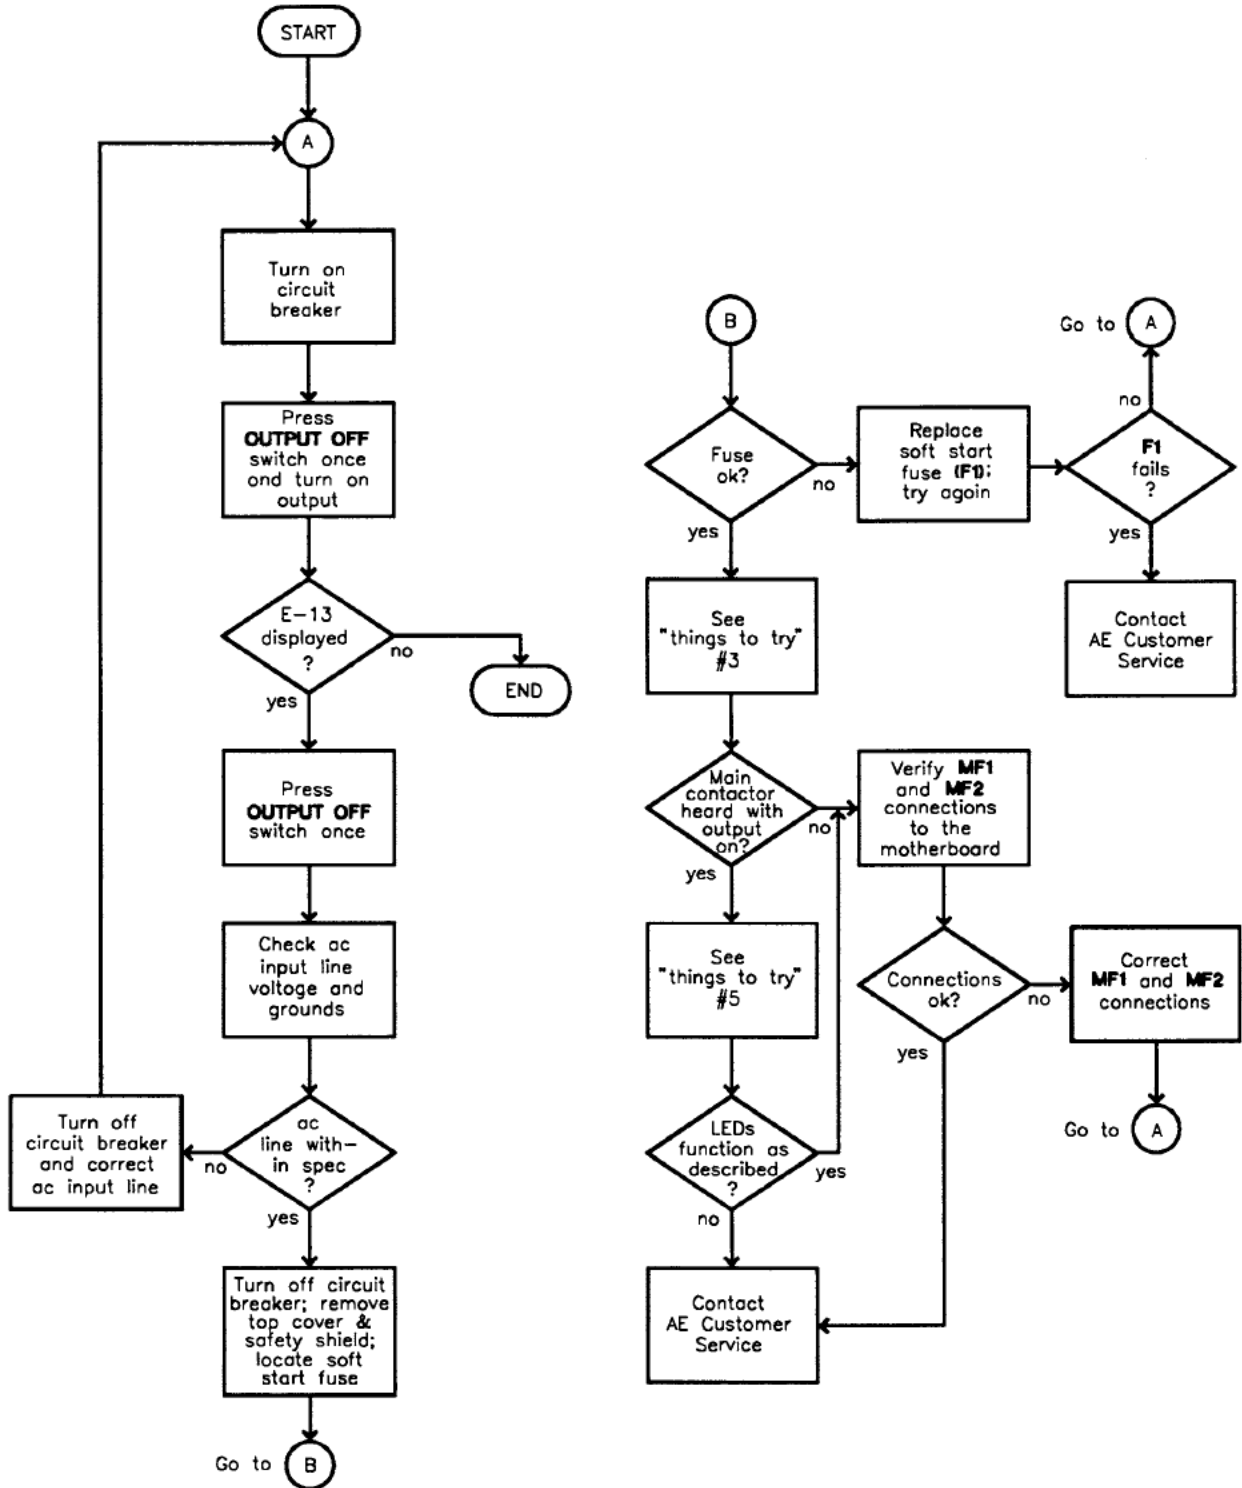 START
A
Turn on
circuit
breaker
Press
OUTPUT OFF
switch once
ond turn on
output
E-13
displayed
?
no
END
yes
Press
OUTPUT OFF
switch once
Check ac
input line
voltoge and
grounds
ac
line with-
in spec
?
no
Turn off
circuit breaker
and correct
ac input line
yes
Turn off circuit
breaker; remove
top cover &
safety shield;
locate soft
start fuse
Go to B
B
Fuse
ok?
no
Replace
soft start
fuse (F1);
try again
F1
fails
?
no
Go to A
yes
Contact
AE Customer
Service
yes
See
"things to try"
#3
Main
contactor
heard with
output
on?
no
Verify MF1
and MF2
connections
to the
motherboard
yes
See
"things to try"
#5
Connections
ok?
no
Correct
MF1 and MF2
connections
Go to A
yes
LEDs
function as
described
?
yes
no
Contact
AE Customer
Service